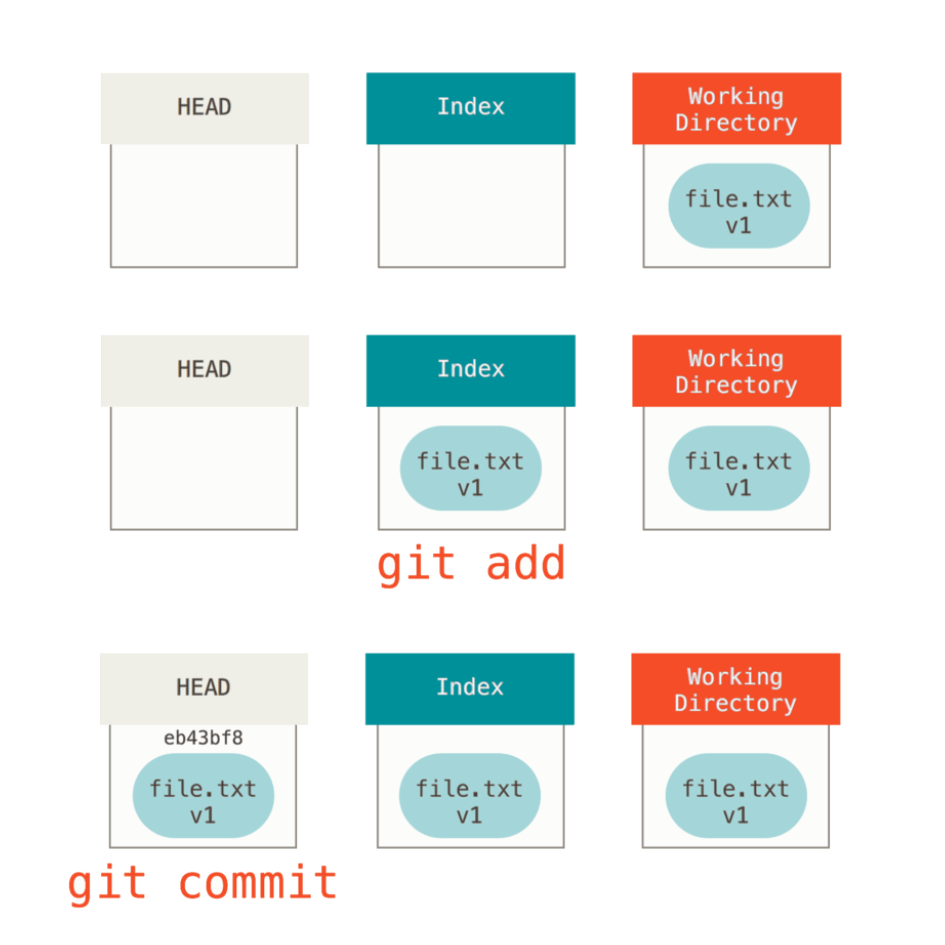 HEAD
Index
Working
Directory
file.txt
v1
HEAD
Index
Working
Directory
file.txt
v1
file.txt
v1
git add
HEAD
Index
Working
Directory
eb43bf8
file.txt
v1
file.txt
v1
file.txt
v1
git commit